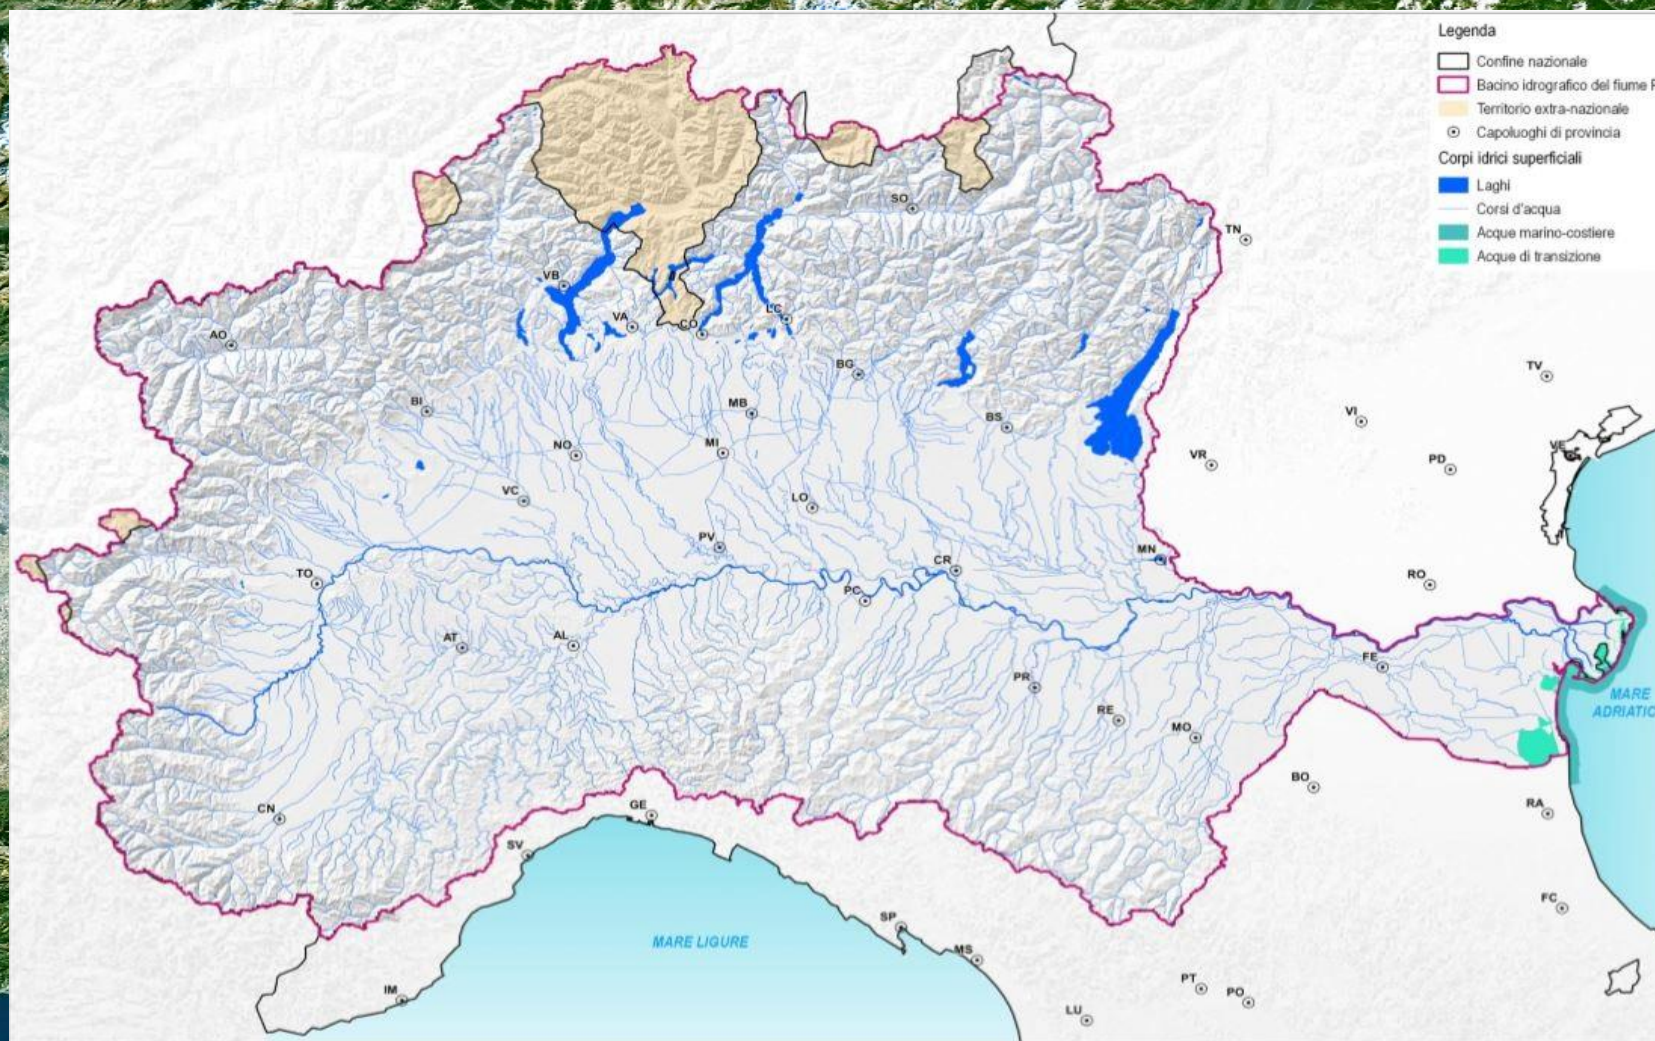 Legenda
Confine nazionale
Bacino idrografico del fiume P
Territorio extra-nazionale
Capoluoghi di provincia
Corpi idrici superficiali
Laghi
Corsi d'acqua
Acque marino-costiere
Acque di transizione
SO
TN
VB
VA
CO
LC
AO
BG
TV
BI
MB
BS
VI
NO
MI
VR
PD
VE
VC
LO
PV
MN
TO
CR
RO
PC
AT
AL
FE
PR
RE
MO
MARE
ADRIATIC
BO
CN
GE
RA
SV
FC
SP
MARE LIGURE
MS
IM
PT
PO
LU